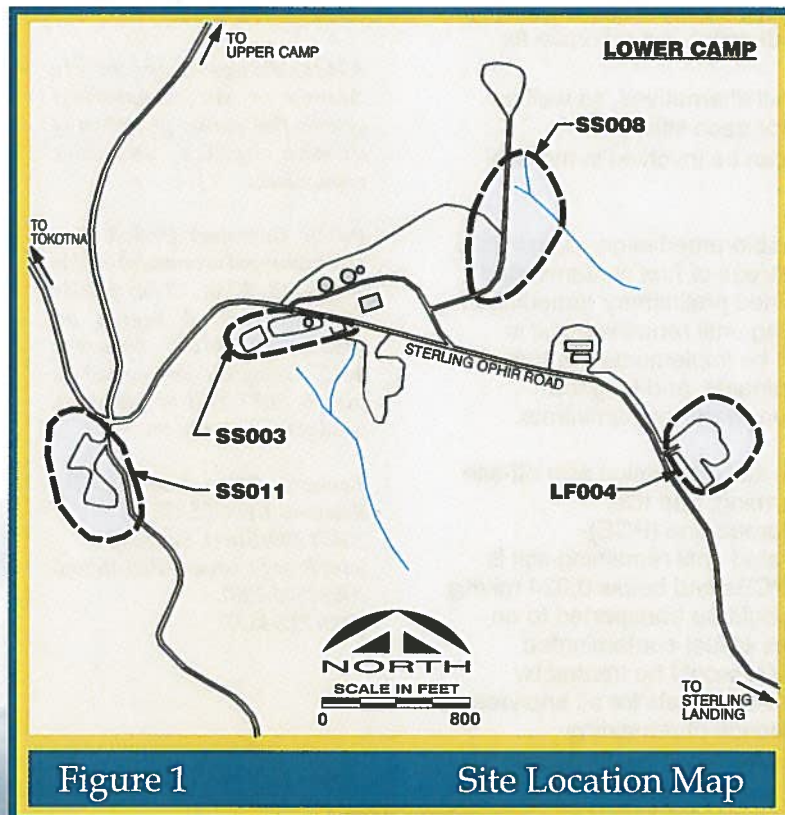 TO
UPPER CAMP
LOWER CAMP
SS008
TO
TOKOTNA
STERLING OPHIR ROAD
SS003
SS011
LF004
NORTH
SCALE IN FEET
0 800
TO
STERLING
LANDING
Figure 1 Site Location Map